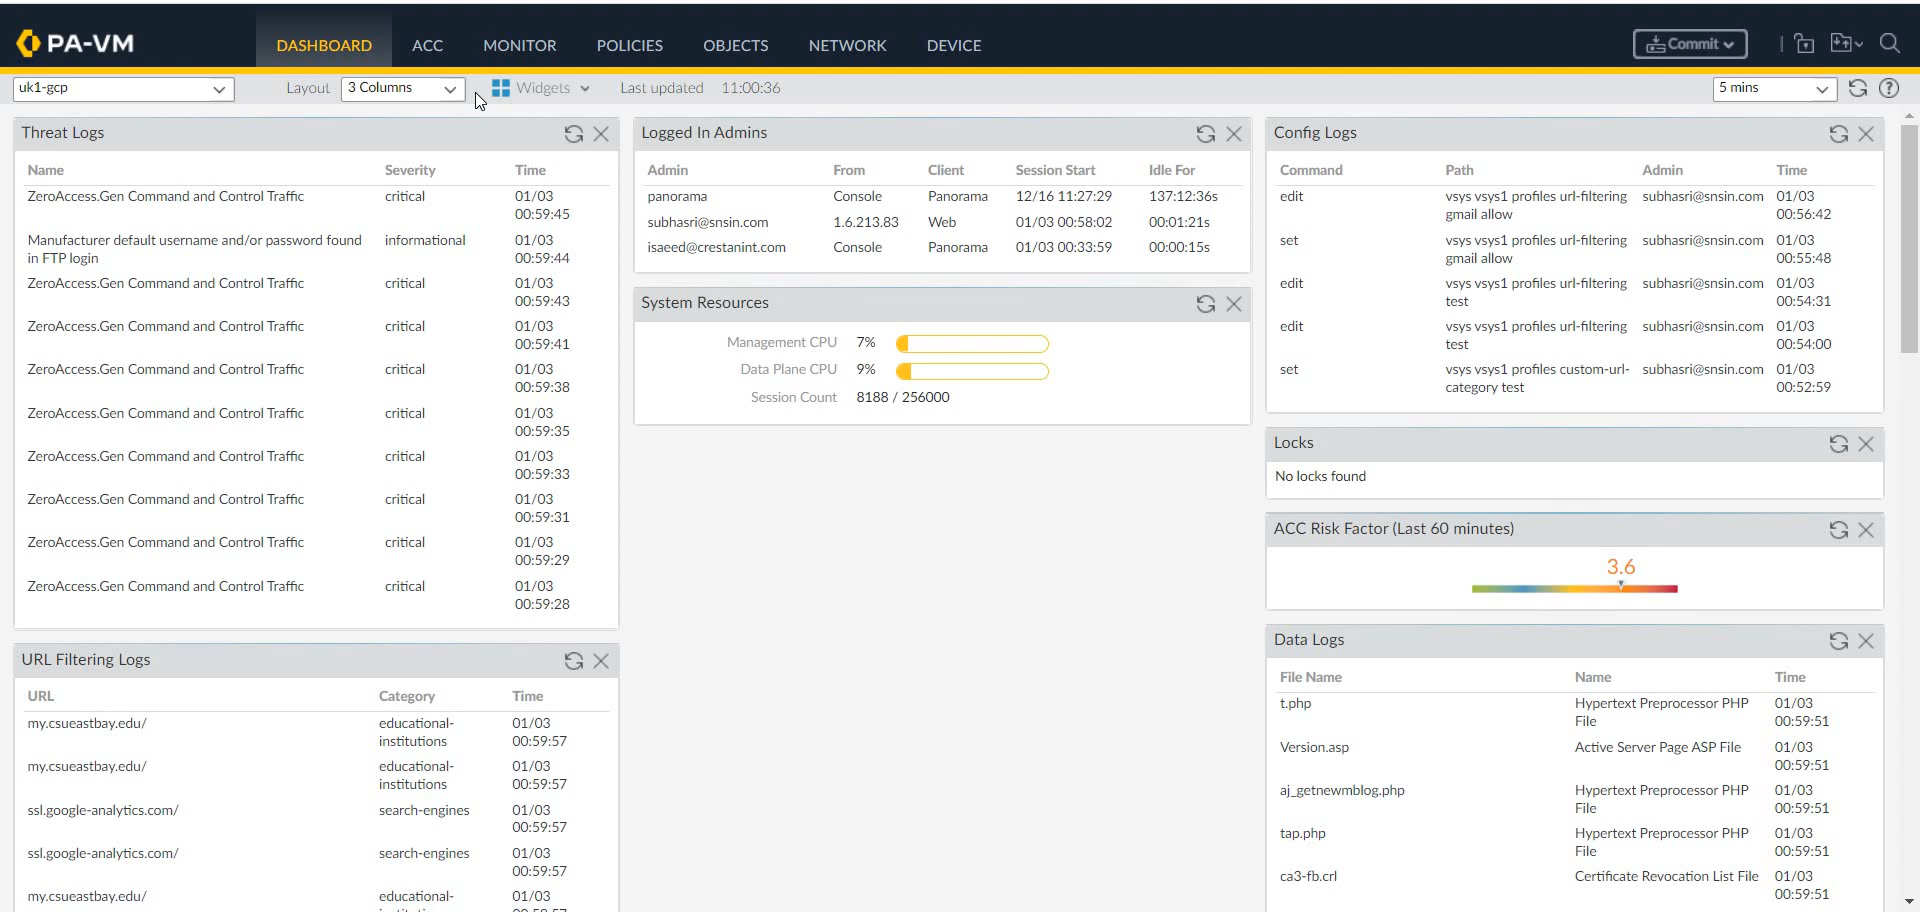 PA-VM
DASHBOARD ACC MONITOR POLICIES OBJECTS NETWORK DEVICE
Commit
uk1-gcp Layout 3 Columns Widgets Last updated 11:00:36 5 mins
Threat Logs
Name Severity Time
ZeroAccess.Gen Command and Control Traffic critical 01/03
00:59:45
Manufacturer default username and/or password found informational 01/03
in FTP login 00:59:44
ZeroAccess.Gen Command and Control Traffic critical 01/03
00:59:43
ZeroAccess.Gen Command and Control Traffic critical 01/03
00:59:41
ZeroAccess.Gen Command and Control Traffic critical 01/03
00:59:38
ZeroAccess.Gen Command and Control Traffic critical 01/03
00:59:35
ZeroAccess.Gen Command and Control Traffic critical 01/03
00:59:33
ZeroAccess.Gen Command and Control Traffic critical 01/03
00:59:31
ZeroAccess.Gen Command and Control Traffic critical 01/03
00:59:29
ZeroAccess.Gen Command and Control Traffic critical 01/03
00:59:28
URL Filtering Logs
URL Category Time
my.csueastbay.edu/ educational- 01/03
institutions 00:59:57
my.csueastbay.edu/ educational- 01/03
institutions 00:59:57
ssl.google-analytics.com/ search-engines 01/03
00:59:57
ssl.google-analytics.com/ search-engines 01/03
00:59:57
my.csueastbay.edu/ educational- 01/03
Logged In Admins
Admin From Client Session Start Idle For
panorama Console Panorama 12/16 11:27:29 137:12:36s
subhasri@snsin.com 1.6.213.83 Web 01/03 00:58:02 00:01:21s
isaeed@crestanint.com Console Panorama 01/03 00:33:59 00:00:15s
System Resources
Management CPU 7%
Data Plane CPU 9%
Session Count 8188 / 256000
Config Logs
Command Path Admin Time
edit vsys vsys1 profiles url-filtering subhasri@snsin.com 01/03
gmail allow 00:56:42
set vsys vsys1 profiles url-filtering subhasri@snsin.com 01/03
gmail allow 00:55:48
edit vsys vsys1 profiles url-filtering subhasri@snsin.com 01/03
test 00:54:31
edit vsys vsys1 profiles url-filtering subhasri@snsin.com 01/03
test 00:54:00
set vsys vsys1 profiles custom-url- subhasri@snsin.com 01/03
category test 00:52:59
Locks
No locks found
ACC Risk Factor (Last 60 minutes)
3.6
Data Logs
File Name Name Time
t.php Hypertext Preprocessor PHP 01/03
File 00:59:51
Version.asp Active Server Page ASP File 01/03
00:59:51
aj_getnewmblog.php Hypertext Preprocessor PHP 01/03
File 00:59:51
tap.php Hypertext Preprocessor PHP 01/03
File 00:59:51
ca3-fb.crl Certificate Revocation List File 01/03
00:59:51